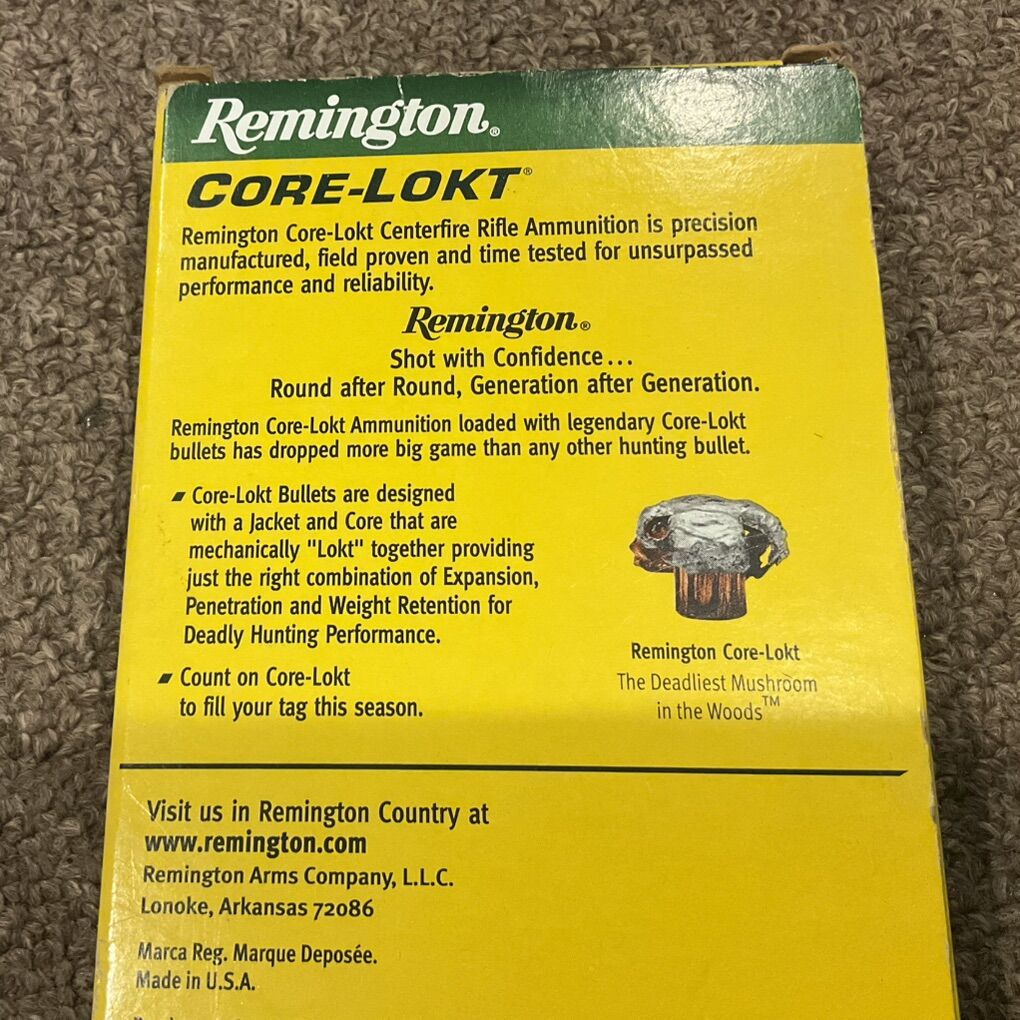 Remington®
CORE-LOKT®
Remington Core-Lokt Centerfire Rifle Ammunition is precision
manufactured, field proven and time tested for unsurpassed
performance and reliability.
Remington®
Shot with Confidence...
Round after Round, Generation after Generation.
Remington Core-Lokt Ammunition loaded with legendary Core-Lokt
bullets has dropped more big game than any other hunting bullet.
Core-Lokt Bullets are designed
with a Jacket and Core that are
mechanically "Lokt" together providing
just the right combination of Expansion,
Penetration and Weight Retention for
Deadly Hunting Performance.
Count on Core-Lokt
to fill your tag this season.
Remington Core-Lokt
The Deadliest Mushroom
in the Woods™
Visit us in Remington Country at
www.remington.com
Remington Arms Company, L.L.C.
Lonoke, Arkansas 72086
Marca Reg. Marque Deposée.
Made in U.S.A.